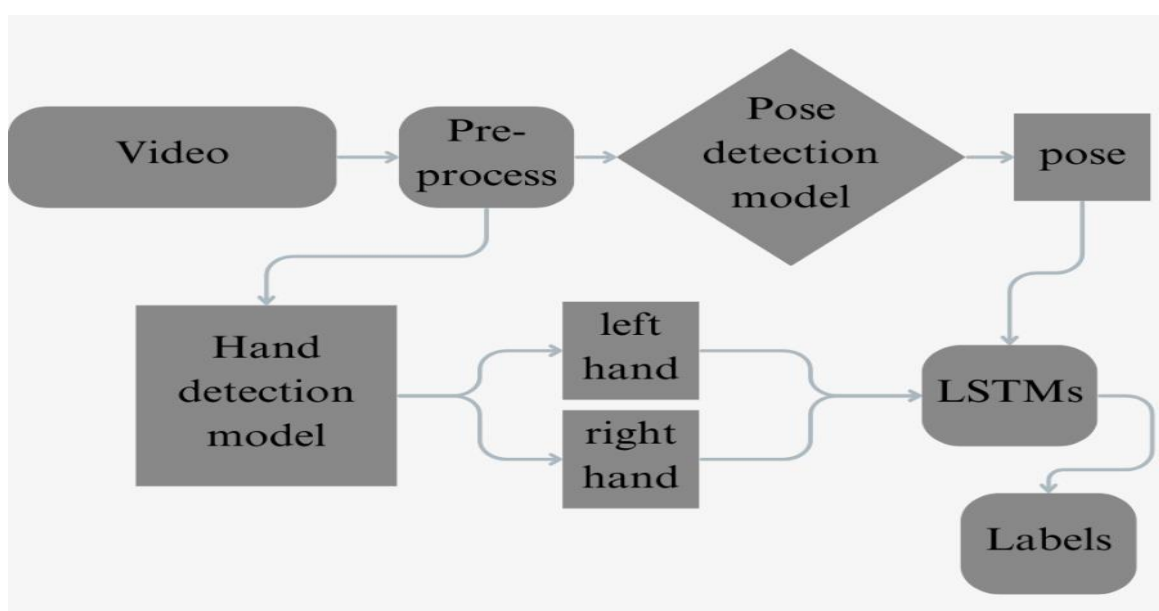 Video
Pre-
process
Pose
detection
model
pose
Hand
detection
model
left
hand
right
hand
LSTMs
Labels